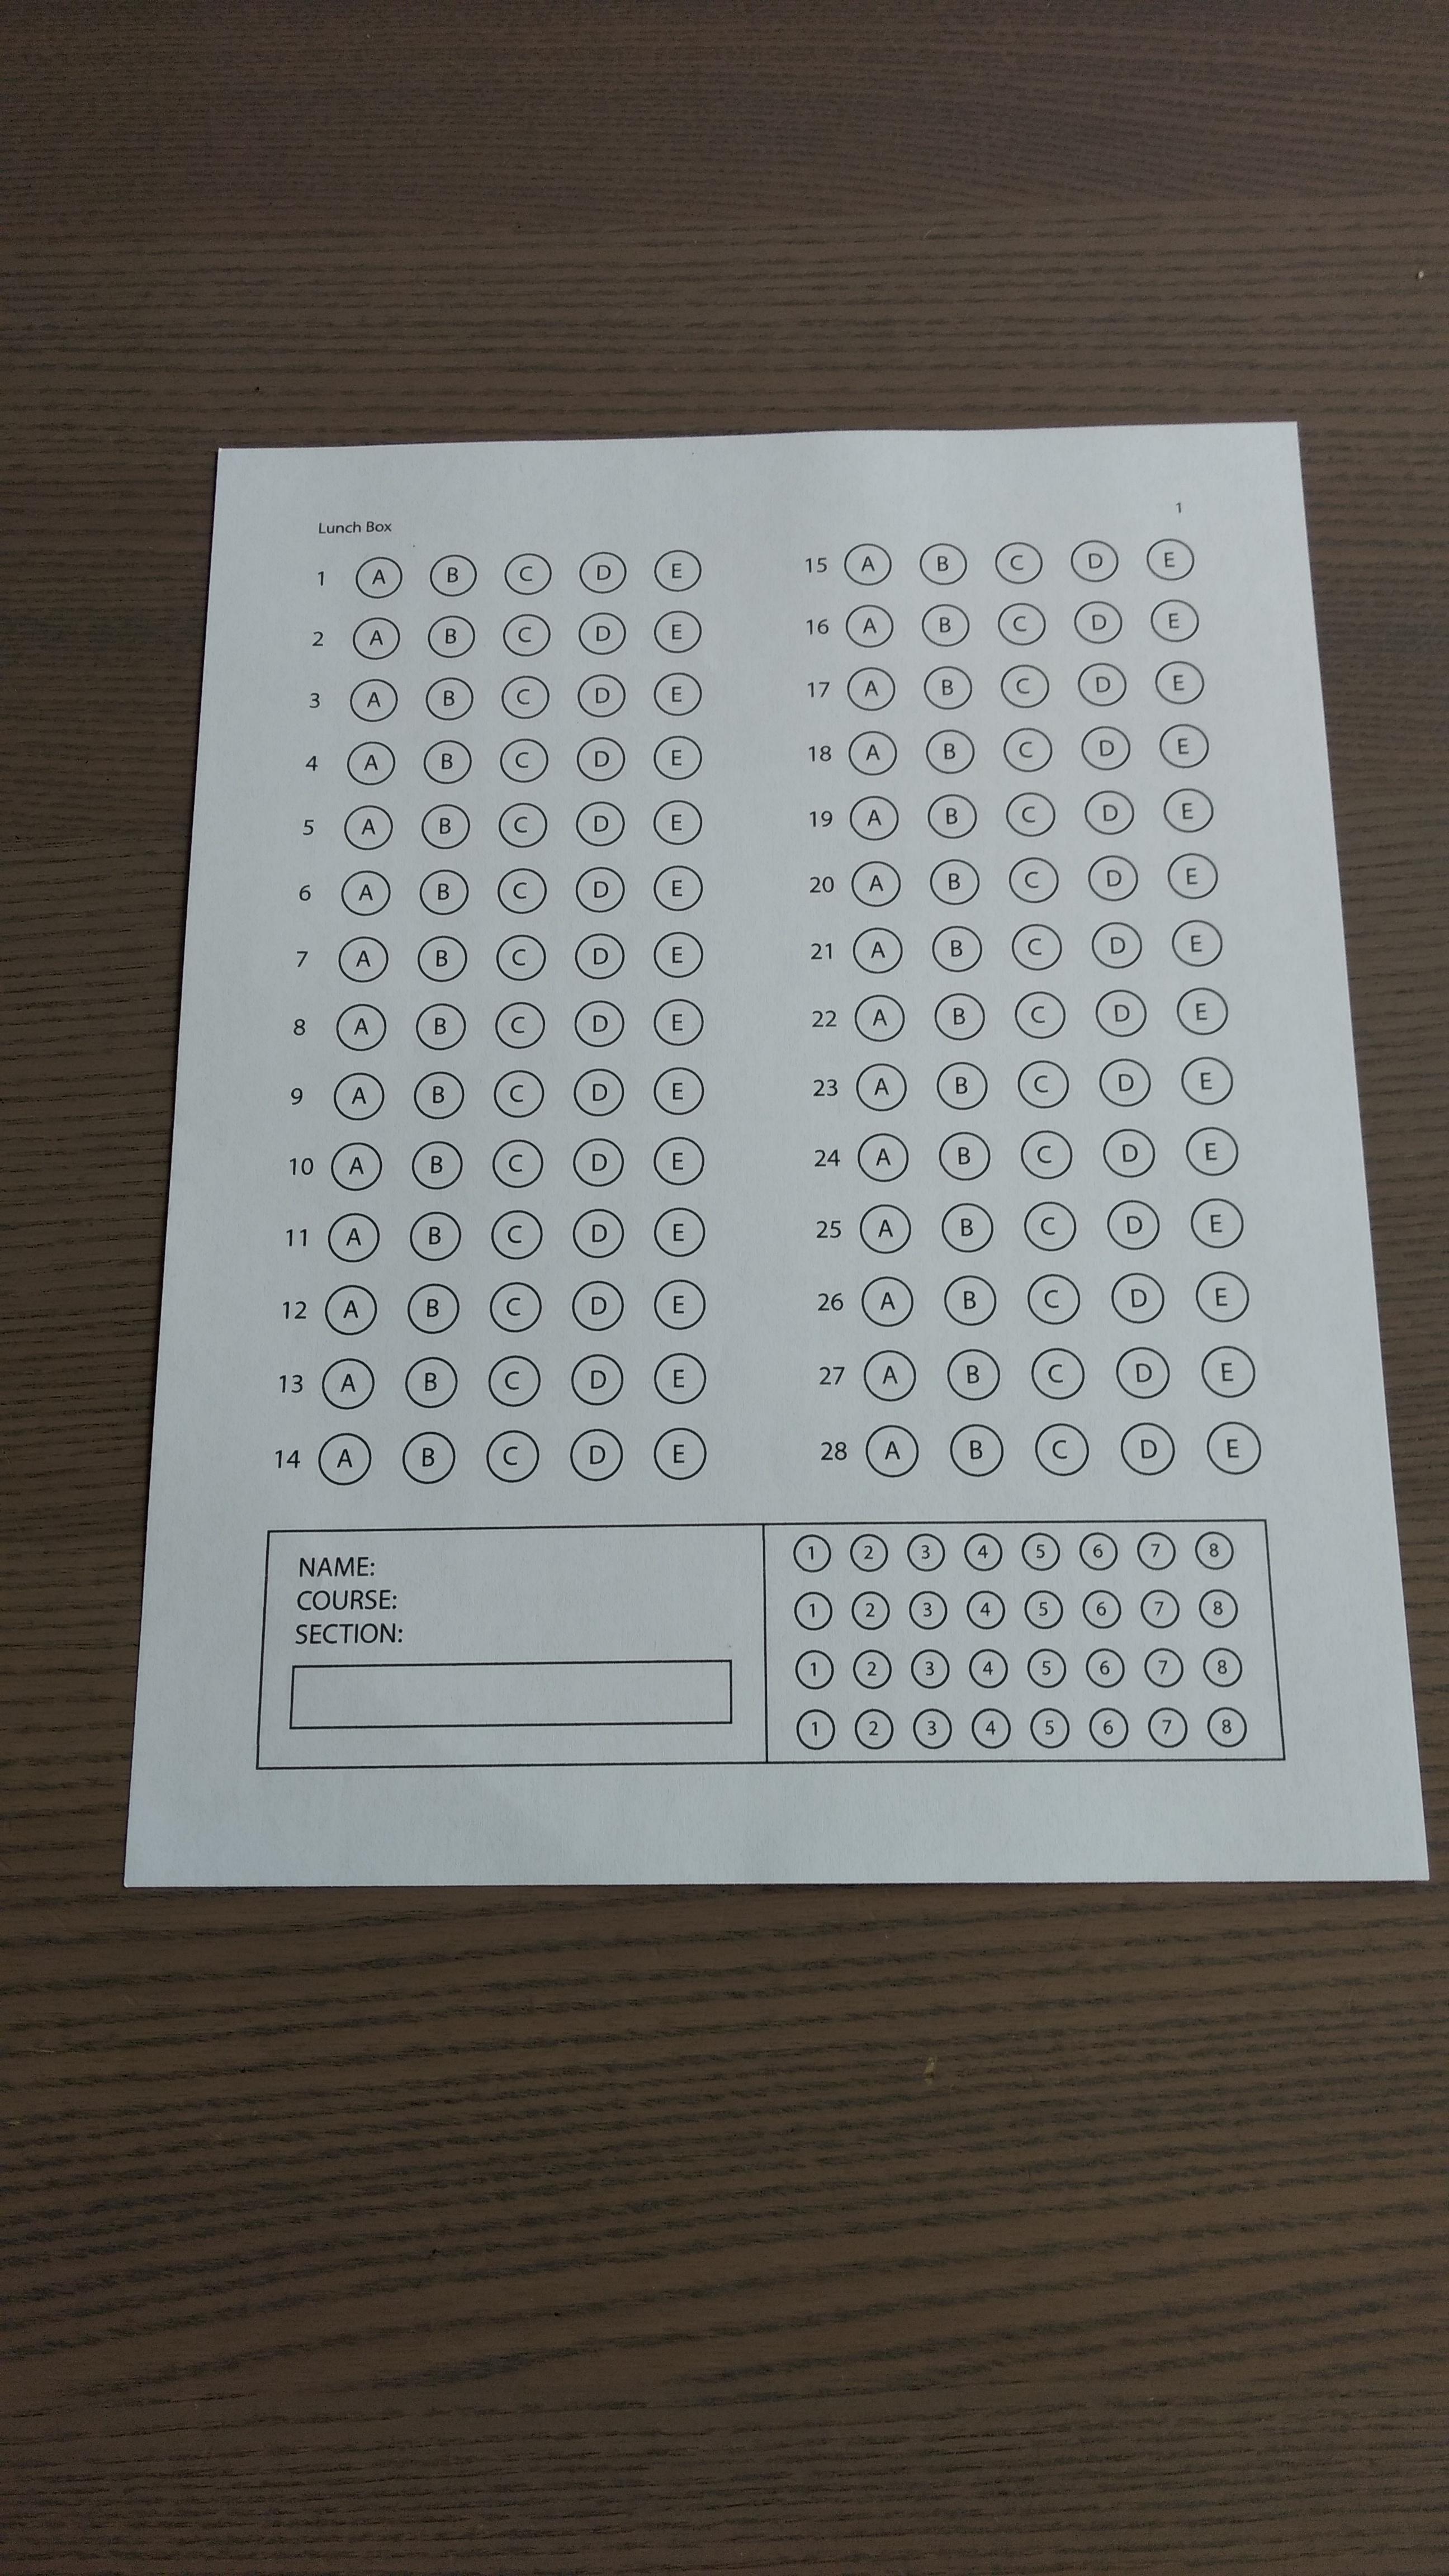 Lunch Box
1
1 A B C D E
2 A B C D E
3 A B C D E
4 A B C D E
5 A B C D E
6 A B C D E
7 A B C D E
8 A B C D E
9 A B C D E
10 A B C D E
11 A B C D E
12 A B C D E
13 A B C D E
14 A B C D E
15 A B C D E
16 A B C D E
17 A B C D E
18 A B C D E
19 A B C D E
20 A B C D E
21 A B C D E
22 A B C D E
23 A B C D E
24 A B C D E
25 A B C D E
26 A B C D E
27 A B C D E
28 A B C D E
NAME:
COURSE:
SECTION:
1 2 3 4 5 6 7 8
1 2 3 4 5 6 7 8
1 2 3 4 5 6 7 8
1 2 3 4 5 6 7 8